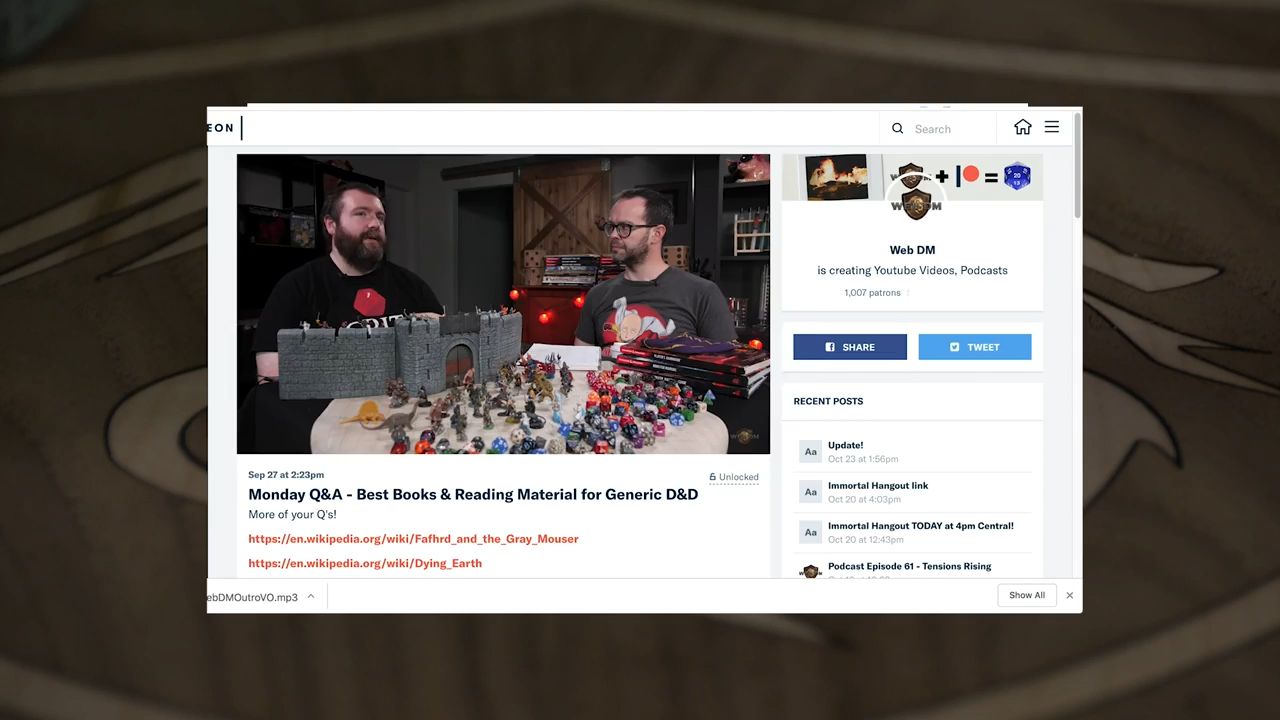 EON
Search
WEBDM
Web DM
is creating Youtube Videos, Podcasts
1,007 patrons
SHARE
TWEET
RECENT POSTS
Aa
Update!
Oct 23 at 1:56pm
Aa
Immortal Hangout link
Oct 20 at 4:03pm
Aa
Immortal Hangout TODAY at 4pm Central!
Oct 20 at 12:43pm
Podcast Episode 61 - Tensions Rising
Sep 27 at 2:23pm
Unlocked
Monday Q&A - Best Books & Reading Material for Generic D&D
More of your Q's!
https://en.wikipedia.org/wiki/Fafhrd_and_the_Gray_Mouser
https://en.wikipedia.org/wiki/Dying_Earth
ebDMOutroVO.mp3
Show All